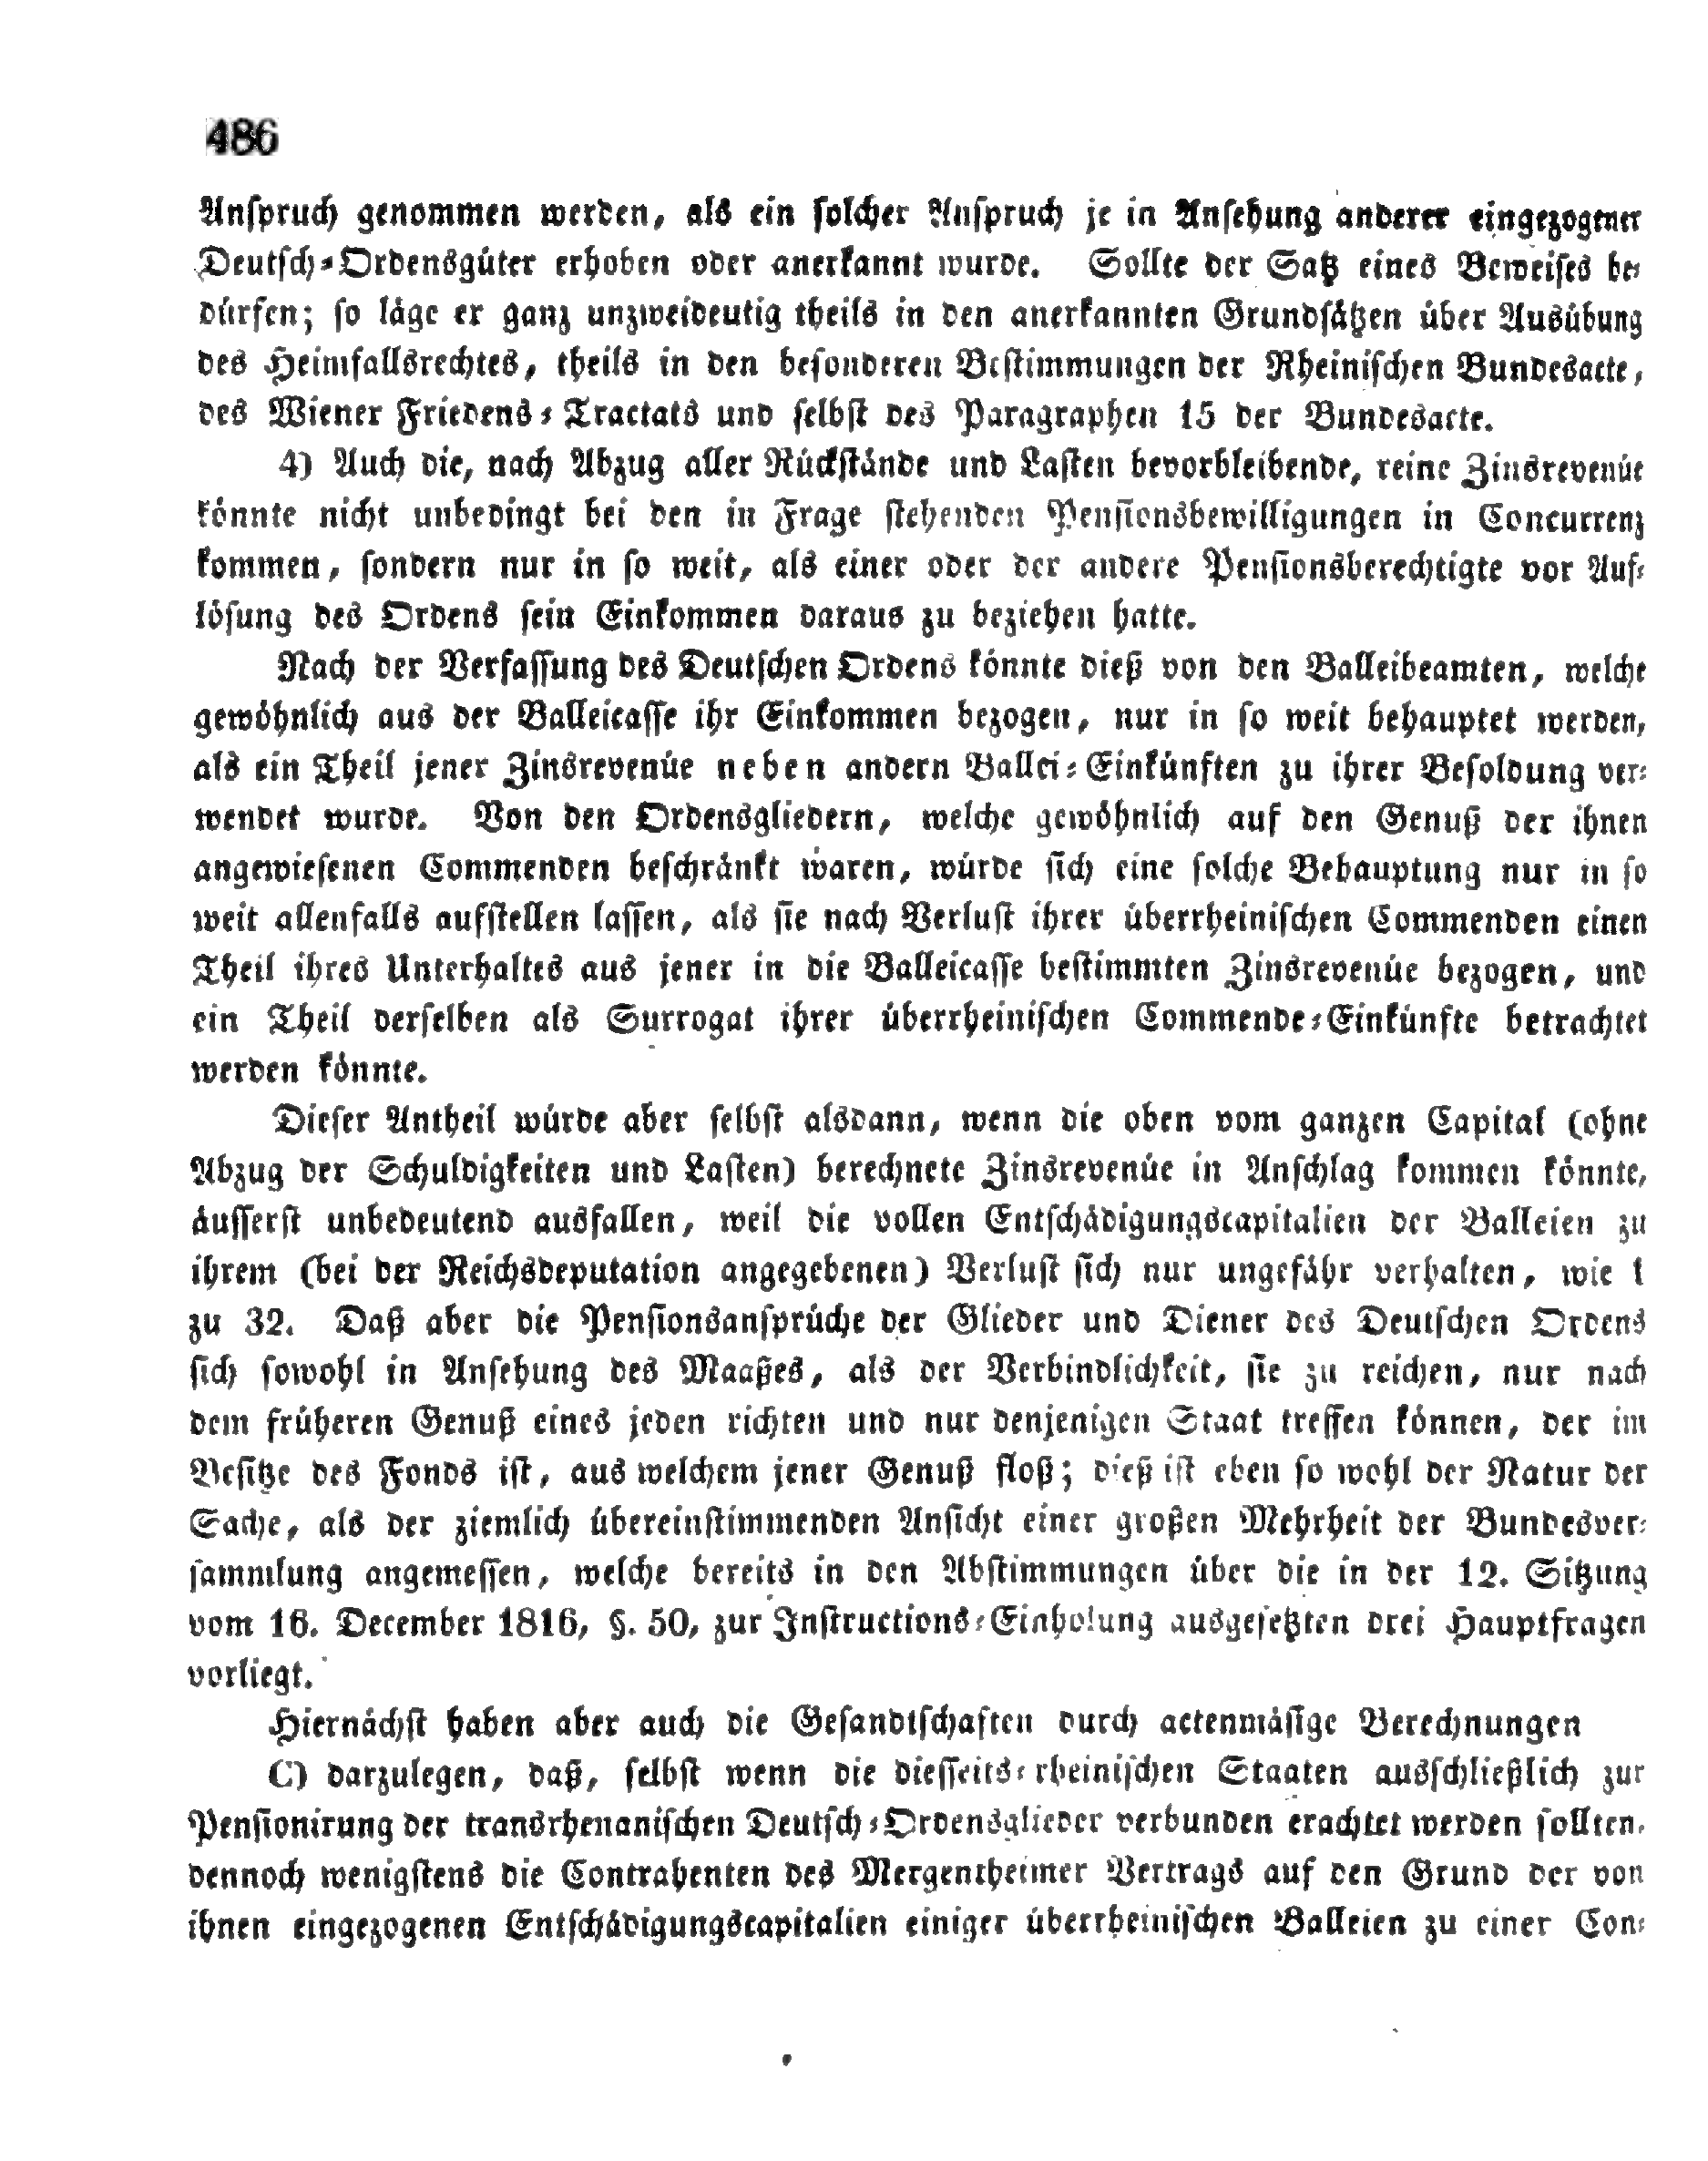 486
Anspruch genommen werden, als ein solcher Anspruch je in Ansehung anderer eingezogener
Deutsch-Ordensgüter erhoben oder anerkannt wurde. Sollte der Satz eines Beweises be-
dürfen; so läge er ganz unzweideutig theils in den anerkannten Grundsätzen über Ausübung
des Heimfallsrechtes, theils in den besonderen Bestimmungen der Rheinischen Bundesacte,
des Wiener Friedens-Tractats und selbst des Paragraphen 15 der Bundesacte.
4) Auch die, nach Abzug aller Rückstände und Lasten bevorbleibende, reine Zinsrevenüe
könnte nicht unbedingt bei den in Frage stehenden Pensionsbewilligungen in Concurrenz
kommen, sondern nur in so weit, als einer oder der andere Pensionsberechtigte vor Auf-
lösung des Ordens sein Einkommen daraus zu beziehen hatte.
Nach der Verfassung des Deutschen Ordens könnte dieß von den Balleibeamten, welche
gewöhnlich aus der Balleicasse ihr Einkommen bezogen, nur in so weit behauptet werden,
als ein Theil jener Zinsrevenüe neben andern Ballei-Einkünften zu ihrer Besoldung ver-
wendet wurde. Von den Ordensgliedern, welche gewöhnlich auf den Genuß der ihnen
angewiesenen Commenden beschränkt waren, würde sich eine solche Behauptung nur in so
weit allenfalls aufstellen lassen, als sie nach Verlust ihrer überrheinischen Commenden einen
Theil ihres Unterhaltes aus jener in die Balleicasse bestimmten Zinsrevenüe bezogen, und
ein Theil derselben als Surrogat ihrer überrheinischen Commende-Einkünfte betrachtet
werden könnte.
Dieser Antheil würde aber selbst alsdann, wenn die oben vom ganzen Capital (ohne
Abzug der Schuldigkeiten und Lasten) berechnete Zinsrevenüe in Anschlag kommen könnte,
äusserst unbedeutend ausfallen, weil die vollen Entschädigungscapitalien der Balleien zu
ihrem (bei der Reichsdeputation angegebenen) Verlust sich nur ungefähr verhalten, wie 1
zu 32. Daß aber die Pensionsansprüche der Glieder und Diener des Deutschen Ordens
sich sowohl in Ansehung des Maaßes, als der Verbindlichkeit, sie zu reichen, nur nach
dem früheren Genuß eines jeden richten und nur denjenigen Staat treffen können, der im
Besitze des Fonds ist, aus welchem jener Genuß floß; dieß ist eben so wohl der Natur der
Sache, als der ziemlich übereinstimmenden Ansicht einer großen Mehrheit der Bundesver-
sammlung angemessen, welche bereits in den Abstimmungen über die in der 12. Sitzung
vom 16. December 1816, §. 50, zur Instructions-Einholung ausgesetzten drei Hauptfragen
vorliegt.
Hiernächst haben aber auch die Gesandtschaften durch actenmäsige Berechnungen
C) darzulegen, daß, selbst wenn die diesseits-rheinischen Staaten ausschließlich zur
Pensionirung der transrhenanischen Deutsch-Ordensglieder verbunden erachtet werden sollten,
dennoch wenigstens die Contrahenten des Mergentheimer Vertrags auf den Grund der von
ihnen eingezogenen Entschädigungscapitalien einiger überrheinischen Balleien zu einer Con-